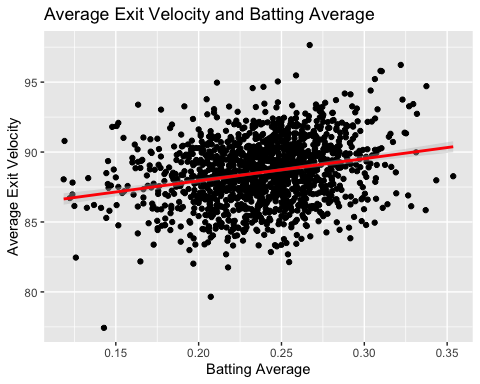 Average Exit Velocity and Batting Average
95
90
85
80
Average Exit Velocity
0.15 0.20 0.25 0.30 0.35
Batting Average